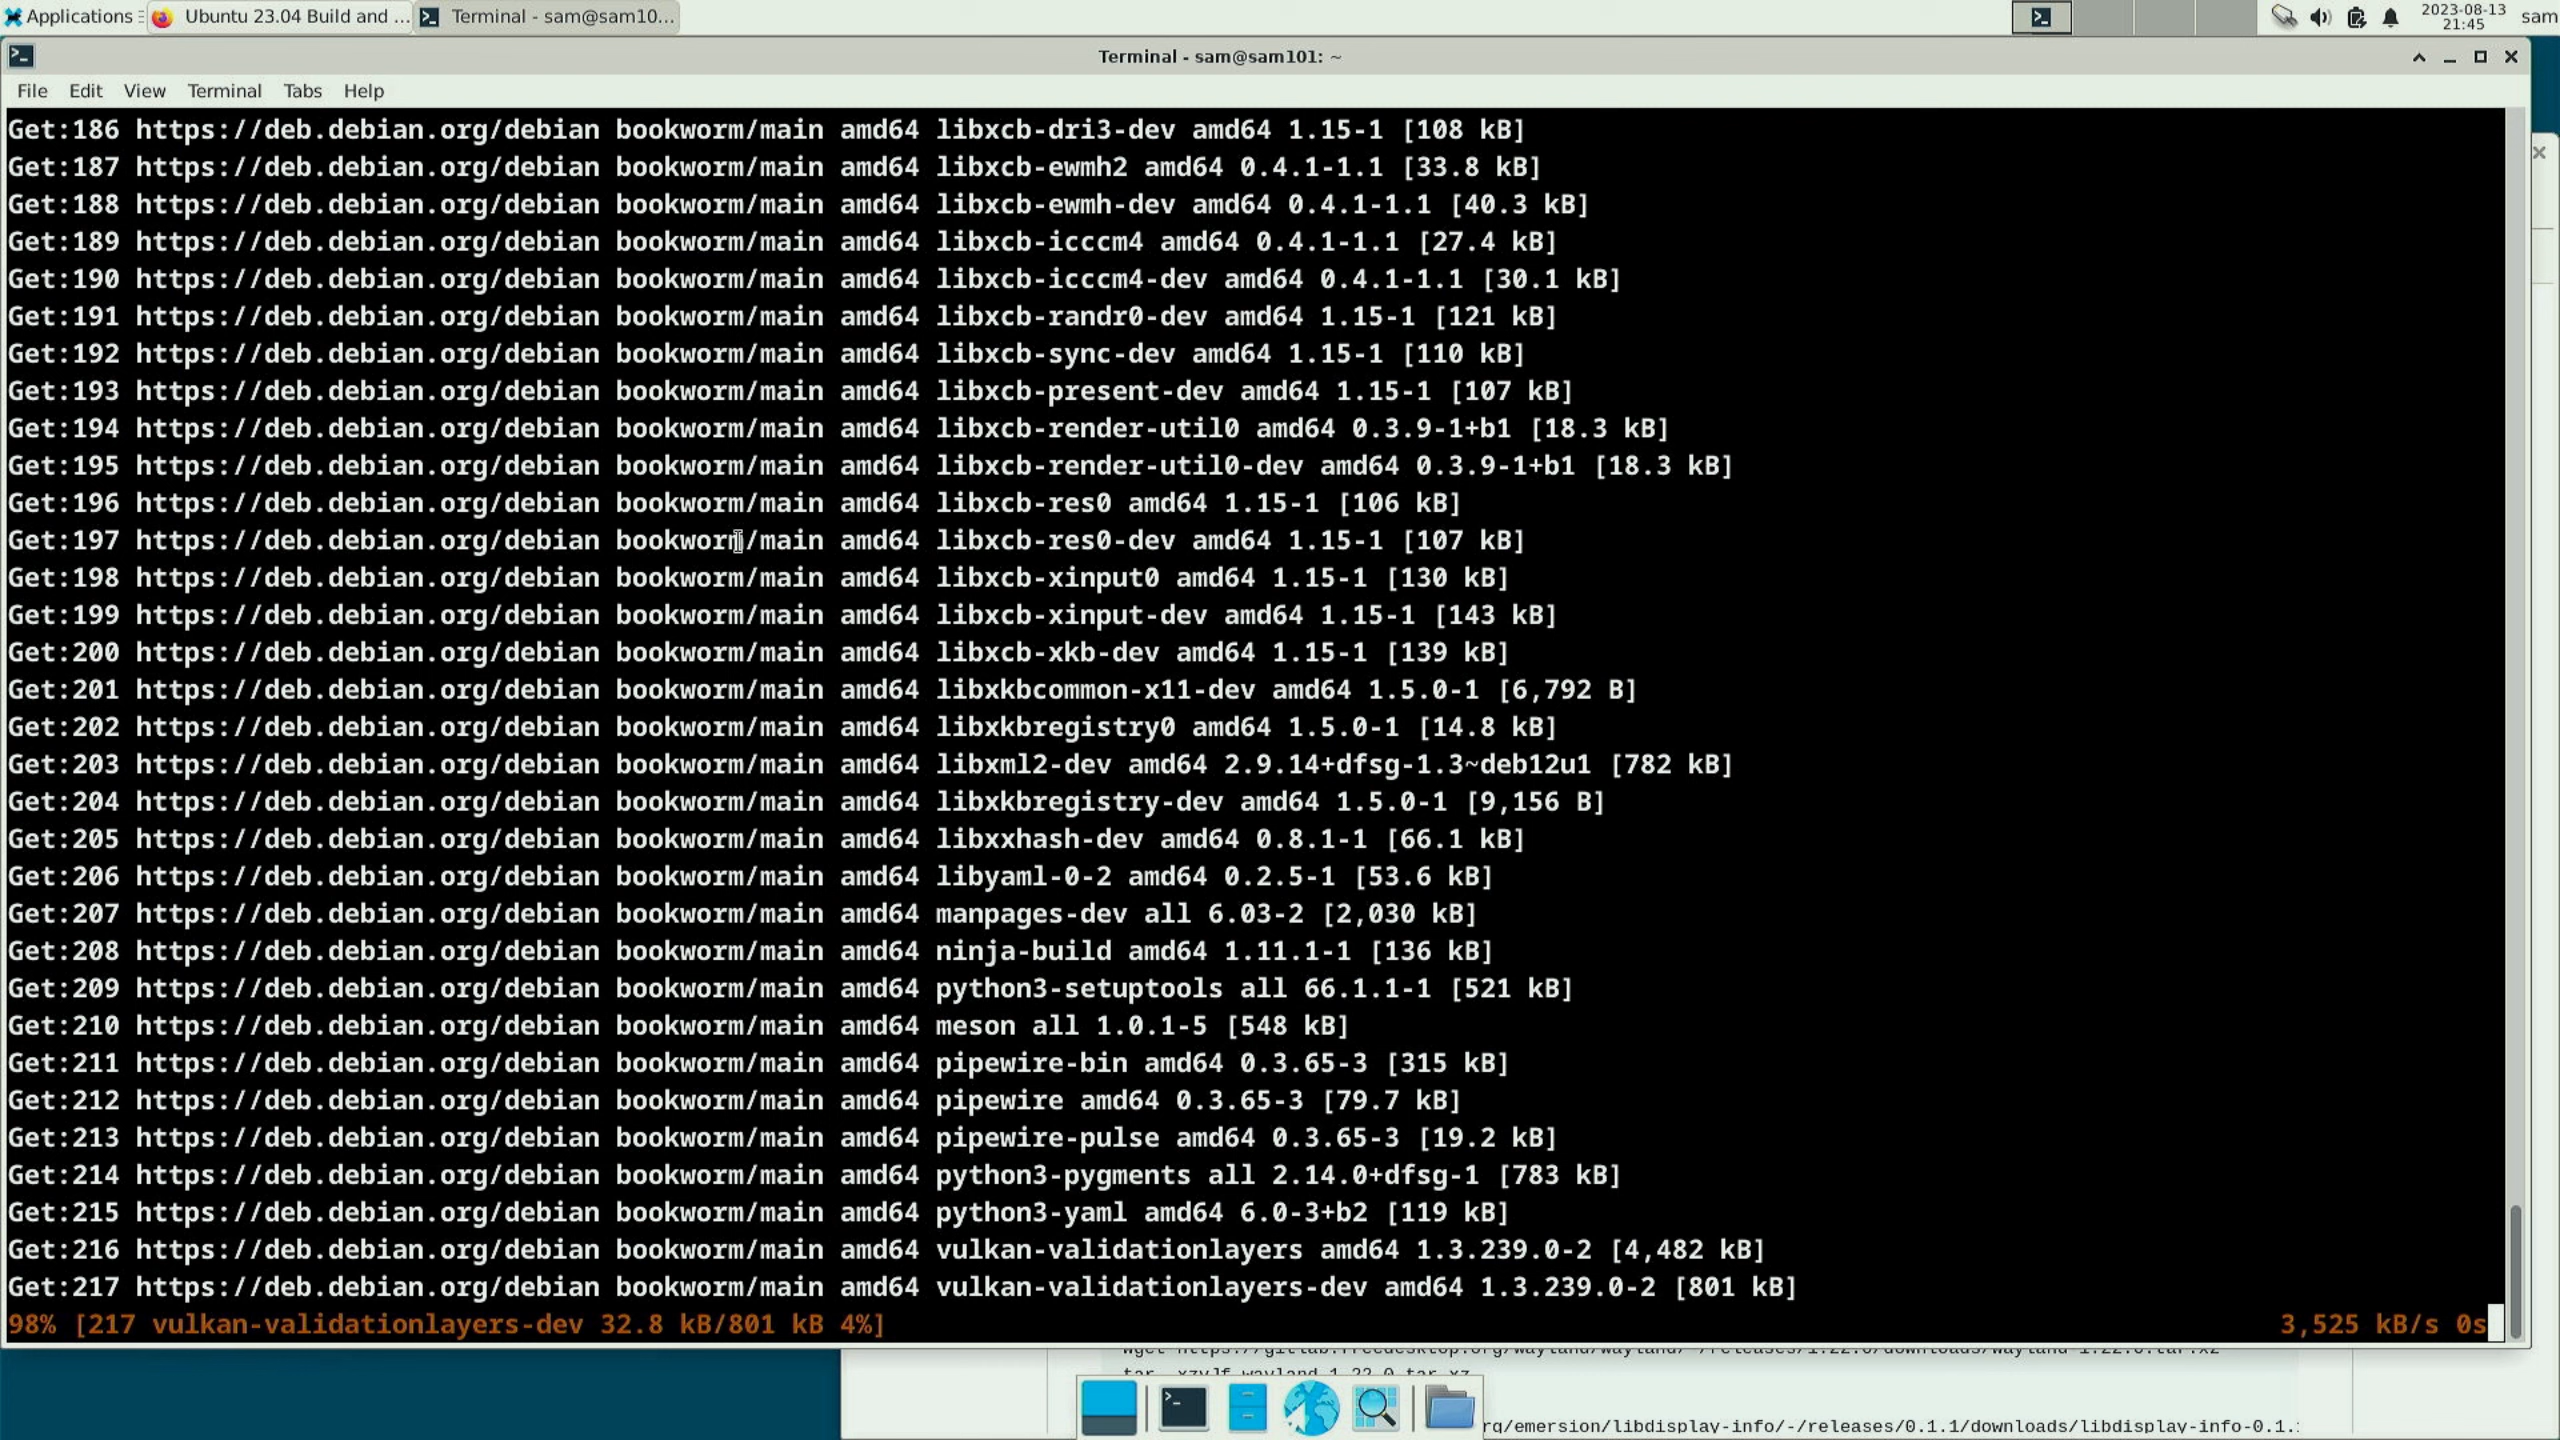 Applications
Ubuntu 23.04 Build and ...
Terminal - sam@sam10...
2023-08-13
21:45
sam
Terminal - sam@sam101: ~
File Edit View Terminal Tabs Help
Get:186 https://deb.debian.org/debian bookworm/main amd64 libxcb-dri3-dev amd64 1.15-1 [108 kB]
Get:187 https://deb.debian.org/debian bookworm/main amd64 libxcb-ewmh2 amd64 0.4.1-1.1 [33.8 kB]
Get:188 https://deb.debian.org/debian bookworm/main amd64 libxcb-ewmh-dev amd64 0.4.1-1.1 [40.3 kB]
Get:189 https://deb.debian.org/debian bookworm/main amd64 libxcb-icccm4 amd64 0.4.1-1.1 [27.4 kB]
Get:190 https://deb.debian.org/debian bookworm/main amd64 libxcb-icccm4-dev amd64 0.4.1-1.1 [30.1 kB]
Get:191 https://deb.debian.org/debian bookworm/main amd64 libxcb-randr0-dev amd64 1.15-1 [121 kB]
Get:192 https://deb.debian.org/debian bookworm/main amd64 libxcb-sync-dev amd64 1.15-1 [110 kB]
Get:193 https://deb.debian.org/debian bookworm/main amd64 libxcb-present-dev amd64 1.15-1 [107 kB]
Get:194 https://deb.debian.org/debian bookworm/main amd64 libxcb-render-util0 amd64 0.3.9-1+b1 [18.3 kB]
Get:195 https://deb.debian.org/debian bookworm/main amd64 libxcb-render-util0-dev amd64 0.3.9-1+b1 [18.3 kB]
Get:196 https://deb.debian.org/debian bookworm/main amd64 libxcb-res0 amd64 1.15-1 [106 kB]
Get:197 https://deb.debian.org/debian bookworm/main amd64 libxcb-res0-dev amd64 1.15-1 [107 kB]
Get:198 https://deb.debian.org/debian bookworm/main amd64 libxcb-xinput0 amd64 1.15-1 [130 kB]
Get:199 https://deb.debian.org/debian bookworm/main amd64 libxcb-xinput-dev amd64 1.15-1 [143 kB]
Get:200 https://deb.debian.org/debian bookworm/main amd64 libxcb-xkb-dev amd64 1.15-1 [139 kB]
Get:201 https://deb.debian.org/debian bookworm/main amd64 libxkbcommon-x11-dev amd64 1.5.0-1 [6,792 B]
Get:202 https://deb.debian.org/debian bookworm/main amd64 libxkbregistry0 amd64 1.5.0-1 [14.8 kB]
Get:203 https://deb.debian.org/debian bookworm/main amd64 libxml2-dev amd64 2.9.14+dfsg-1.3~deb12u1 [782 kB]
Get:204 https://deb.debian.org/debian bookworm/main amd64 libxkbregistry-dev amd64 1.5.0-1 [9,156 B]
Get:205 https://deb.debian.org/debian bookworm/main amd64 libxxhash-dev amd64 0.8.1-1 [66.1 kB]
Get:206 https://deb.debian.org/debian bookworm/main amd64 libyaml-0-2 amd64 0.2.5-1 [53.6 kB]
Get:207 https://deb.debian.org/debian bookworm/main amd64 manpages-dev all 6.03-2 [2,030 kB]
Get:208 https://deb.debian.org/debian bookworm/main amd64 ninja-build amd64 1.11.1-1 [136 kB]
Get:209 https://deb.debian.org/debian bookworm/main amd64 python3-setuptools all 66.1.1-1 [521 kB]
Get:210 https://deb.debian.org/debian bookworm/main amd64 meson all 1.0.1-5 [548 kB]
Get:211 https://deb.debian.org/debian bookworm/main amd64 pipewire-bin amd64 0.3.65-3 [315 kB]
Get:212 https://deb.debian.org/debian bookworm/main amd64 pipewire amd64 0.3.65-3 [79.7 kB]
Get:213 https://deb.debian.org/debian bookworm/main amd64 pipewire-pulse amd64 0.3.65-3 [19.2 kB]
Get:214 https://deb.debian.org/debian bookworm/main amd64 python3-pygments all 2.14.0+dfsg-1 [783 kB]
Get:215 https://deb.debian.org/debian bookworm/main amd64 python3-yaml amd64 6.0-3+b2 [119 kB]
Get:216 https://deb.debian.org/debian bookworm/main amd64 vulkan-validationlayers amd64 1.3.239.0-2 [4,482 kB]
Get:217 https://deb.debian.org/debian bookworm/main amd64 vulkan-validationlayers-dev amd64 1.3.239.0-2 [801 kB]
98% [217 vulkan-validationlayers-dev 32.8 kB/801 kB 4%] 3,525 kB/s 0s
wget https://gitlab.freedesktop.org/wayland/wayland/-/releases/1.22.0/downloads/wayland-1.22.0.tar.xz
tar -xzvJf wayland-1.22.0.tar.xz
rg/emersion/libdisplay-info/-/releases/0.1.1/downloads/libdisplay-info-0.1.